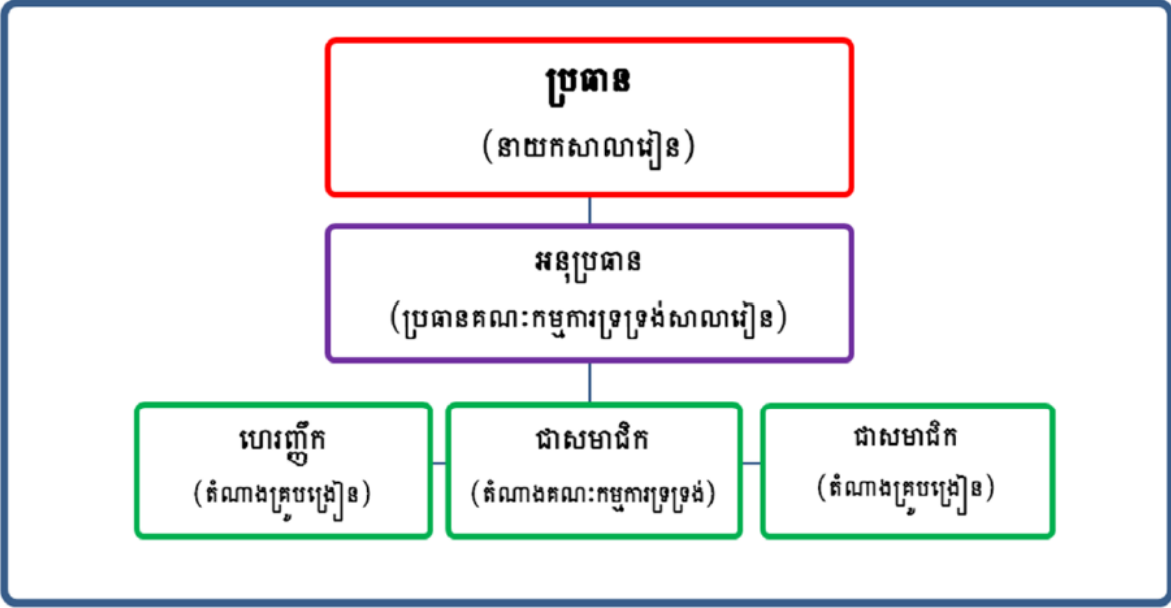 ប្រធាន
(នាយកសាលារៀន)
អនុប្រធាន
(ប្រធានគណៈកម្មការទ្រទ្រង់សាលារៀន)
ហេរញ្ញឹក
(តំណាងគ្រូបង្រៀន)
ជាសមាជិក
(តំណាងគណៈកម្មការទ្រទ្រង់)
ជាសមាជិក
(តំណាងគ្រូបង្រៀន)